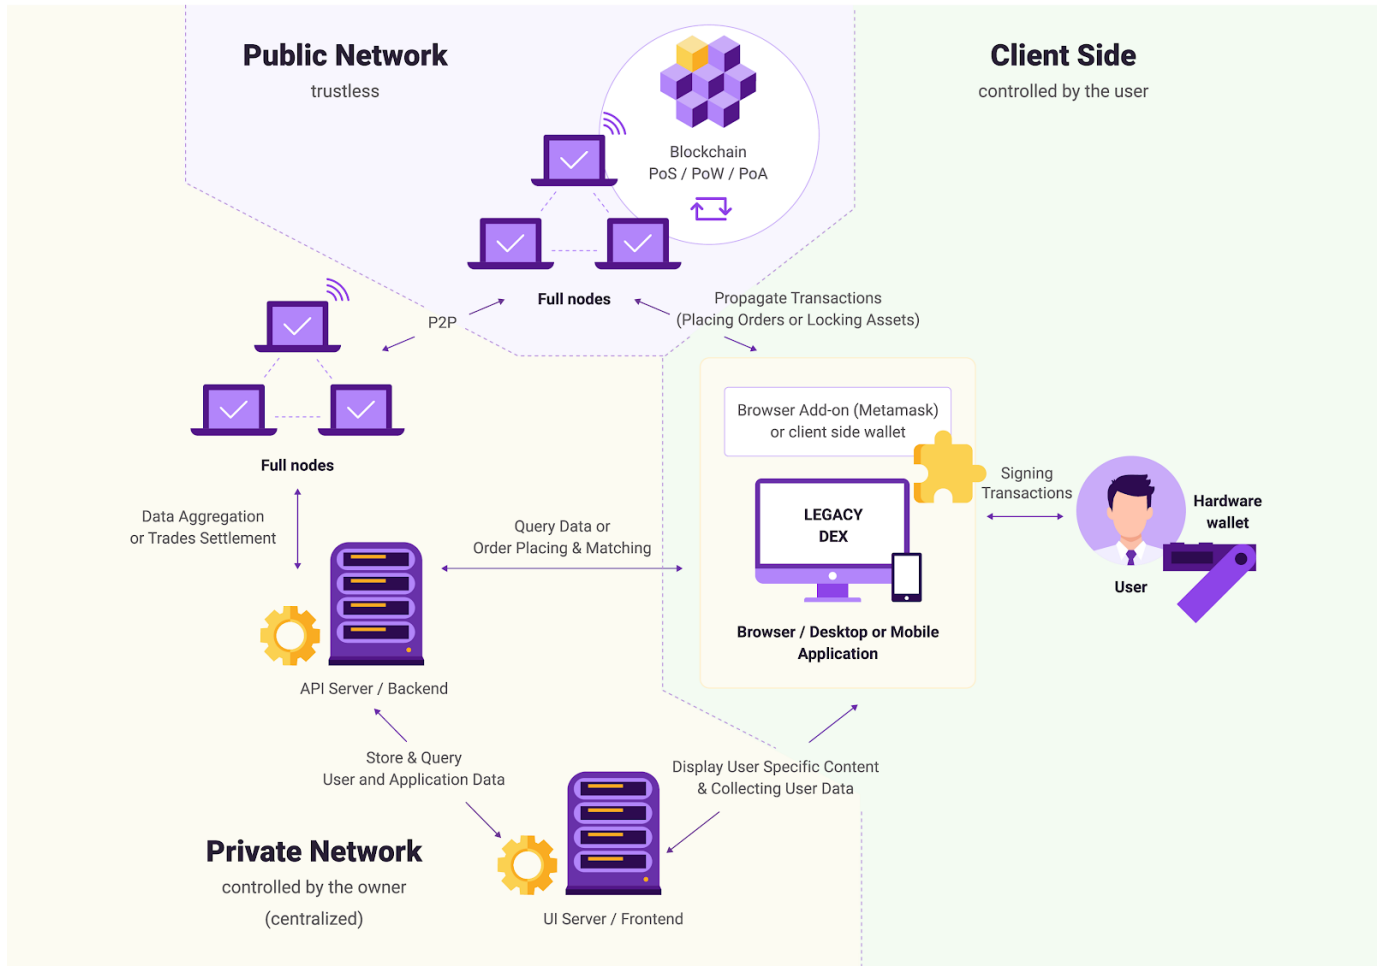 Public Network
trustless
Client Side
controlled by the user
Blockchain
PoS / PoW / PoA
Full nodes
Propagate Transactions
(Placing Orders or Locking Assets)
P2P
Full nodes
Browser Add-on (Metamask)
or client side wallet
LEGACY
DEX
Browser / Desktop or Mobile
Application
Signing
Transactions
Hardware
wallet
User
Data Aggregation
or Trades Settlement
Query Data or
Order Placing & Matching
API Server / Backend
Store & Query
User and Application Data
Display User Specific Content
& Collecting User Data
Private Network
controlled by the owner
(centralized)
UI Server / Frontend